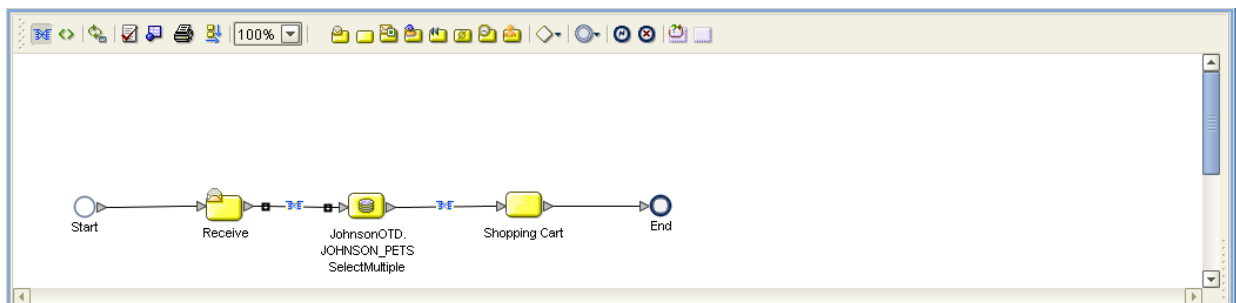 100%
Start
Receive
JohnsonOTD.
JOHNSON_PETS
SelectMultiple
Shopping Cart
End